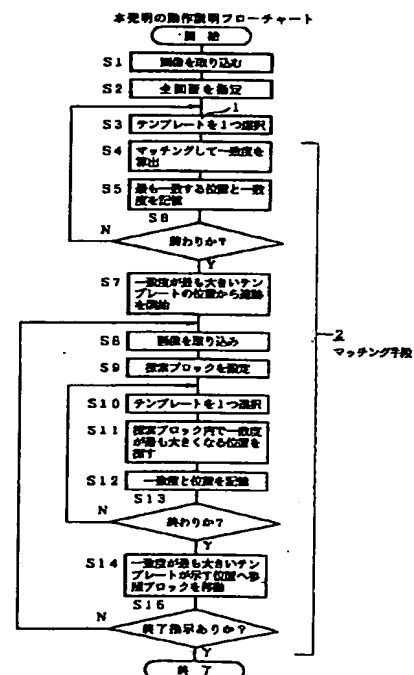 本発明の動作説明フローチャート
開始
S1 画像を取り込む
S2 全画面を指定
1
S3 テンプレートを1つ選択
S4 マッチングして一致度を
算出
S5 最も一致する位置と一致
度を記憶
S6
N 終わりか?
Y
S7 一致度が最も大きいテン
プレートの位置から追跡
を開始
2
マッチング手段
S8 画像を取り込み
S9 探索ブロックを設定
S10 テンプレートを1つ選択
S11 探索ブロック内で一致度
が最も大きくなる位置を
探す
S12 一致度と位置を記憶
S13
N 終わりか?
Y
S14 一致度が最も大きいテン
プレートが示す位置へ参
照ブロックを移動
S15
N 終了指示ありか?
Y
終了